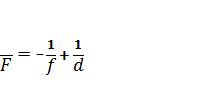 ‾/F = -1/f + 1/d